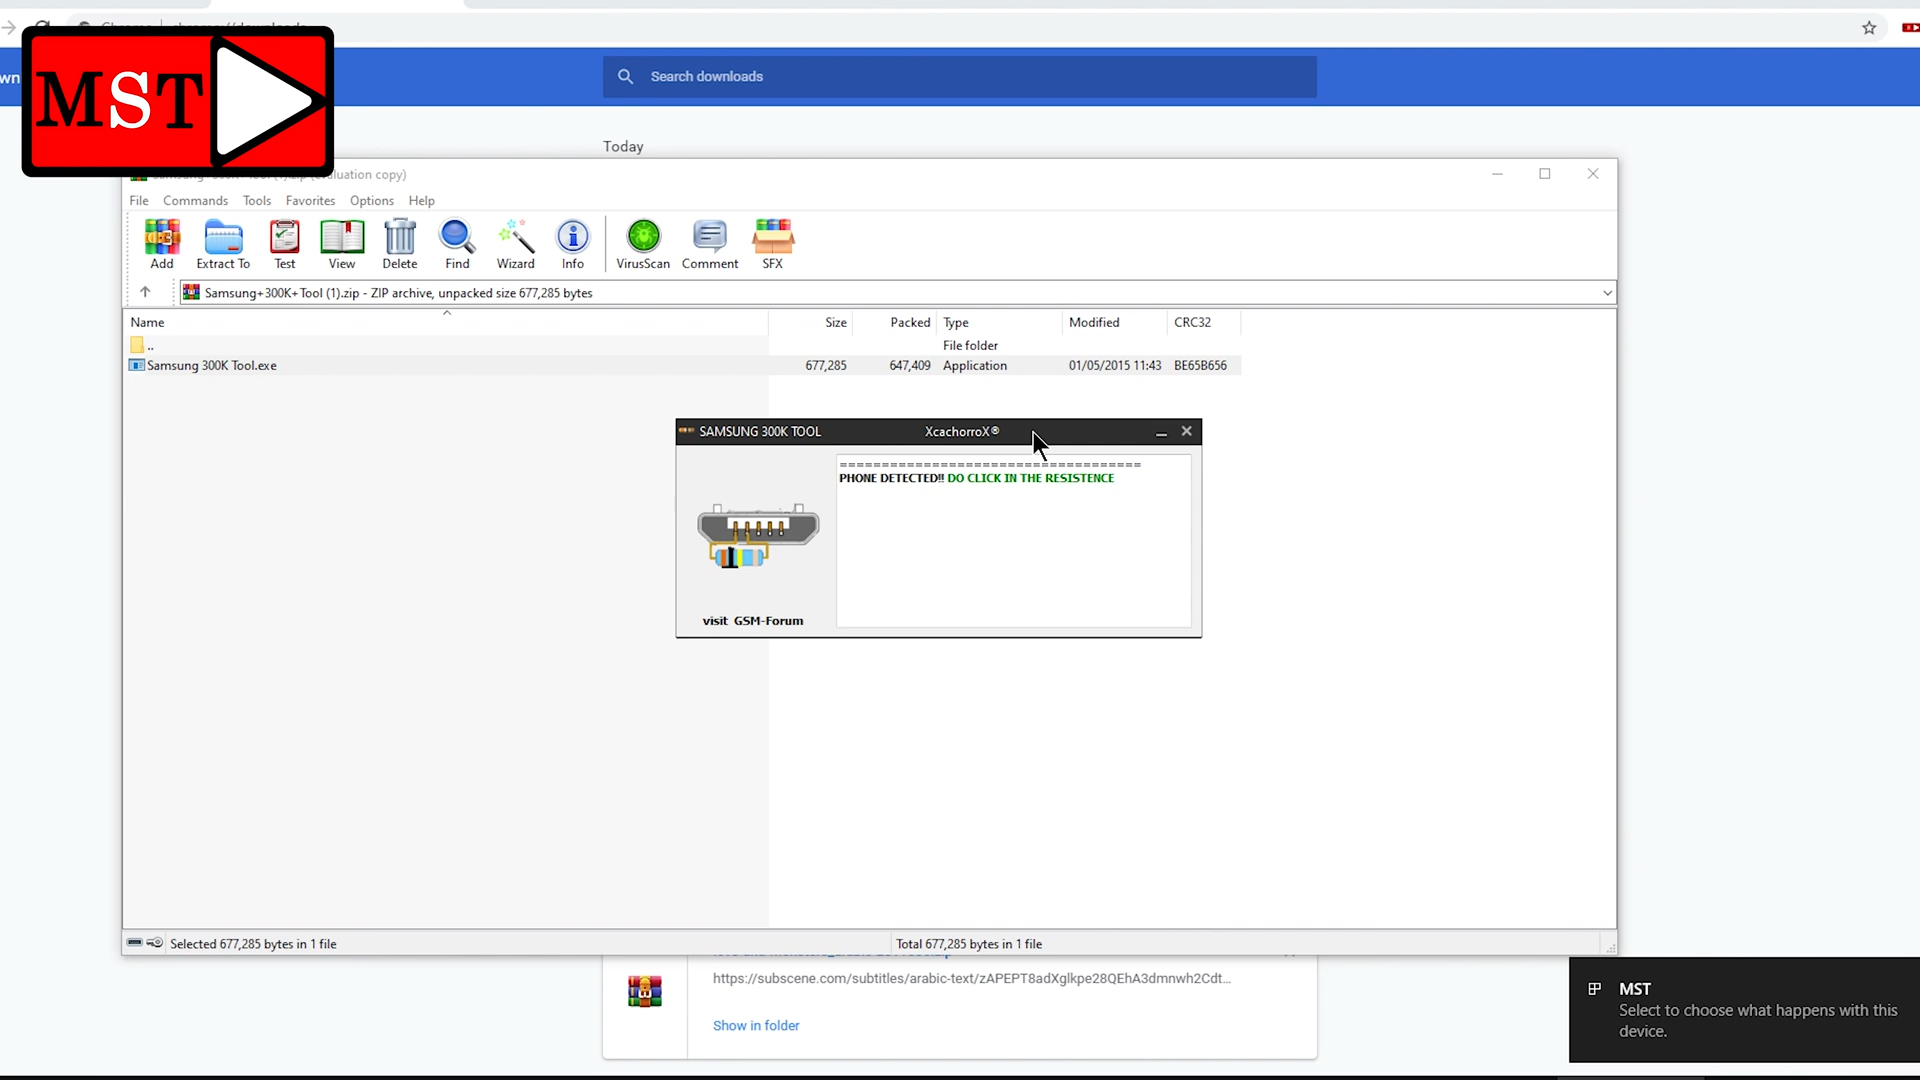 MST
Search downloads
Today
(evaluation copy)
File Commands Tools Favorites Options Help
Add Extract To Test View Delete Find Wizard Info VirusScan Comment SFX
Samsung+300K+Tool (1).zip - ZIP archive, unpacked size 677,285 bytes
Name Size Packed Type Modified CRC32
.. File folder
Samsung 300K Tool.exe 677,285 647,409 Application 01/05/2015 11:43 BE65B656
SAMSUNG 300K TOOL XcachorroX®
==================================
PHONE DETECTED!! DO CLICK IN THE RESISTENCE
visit GSM-Forum
Selected 677,285 bytes in 1 file Total 677,285 bytes in 1 file
https://subscene.com/subtitles/arabic-text/zAPEPT8adXglkpe28QEhA3dmnwh2Cdt...
Show in folder
MST
Select to choose what happens with this
device.